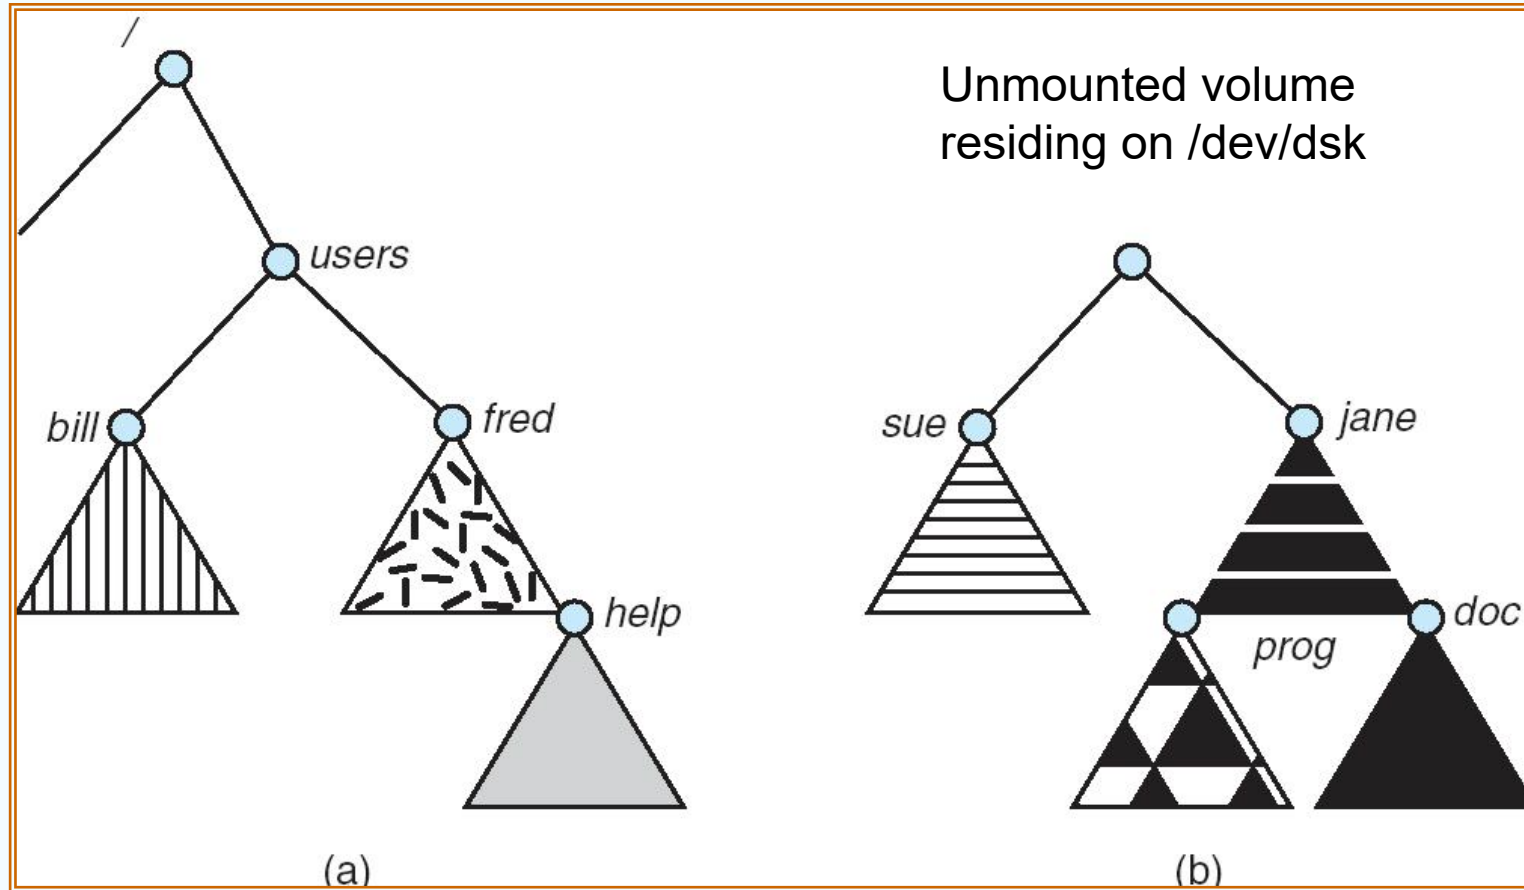 /
Unmounted volume
residing on /dev/dsk
users
bill
fred
sue
jane
help
prog
doc
(a)
(b)